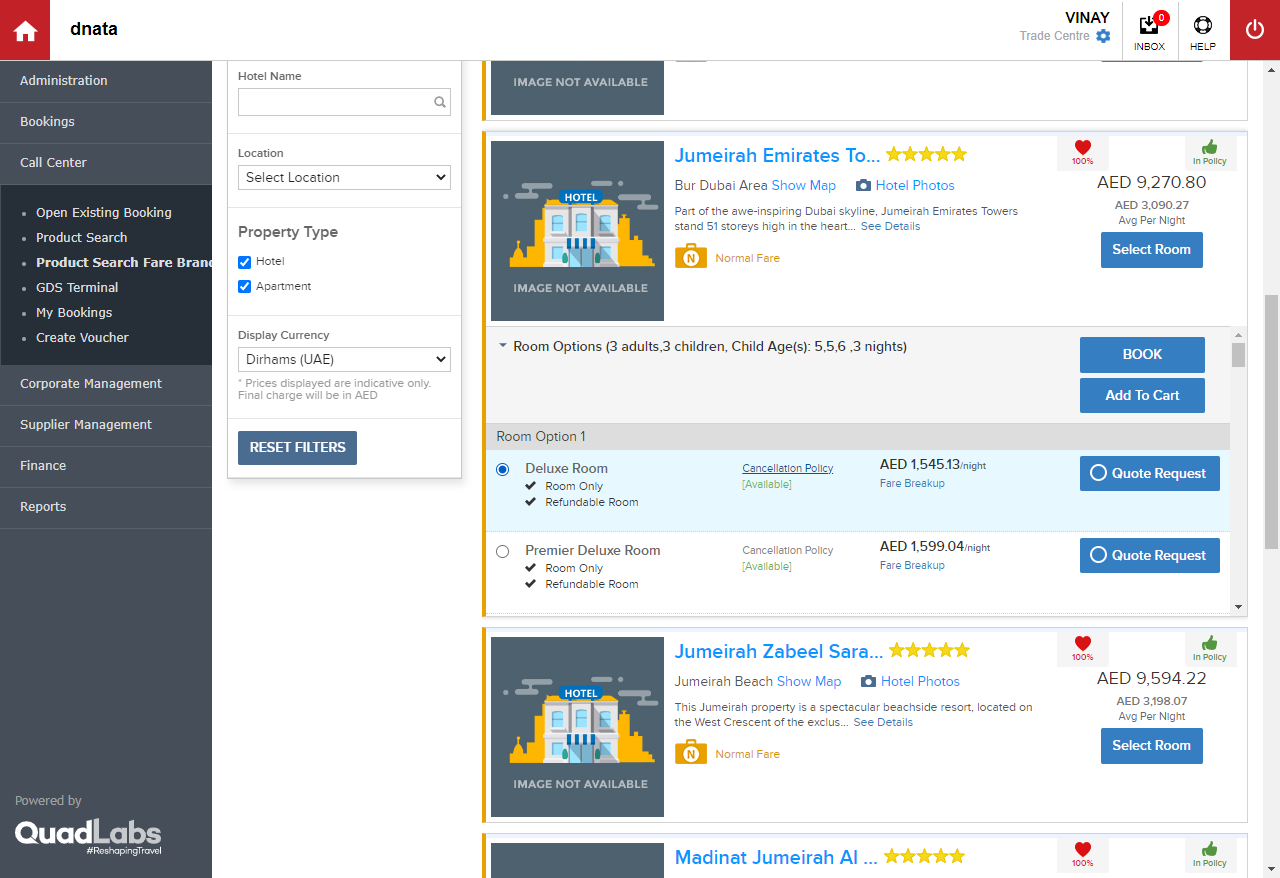 dnata
VINAY
Trade Centre
0
INBOX
HELP
Administration
Bookings
Call Center
Open Existing Booking
Product Search
Product Search Fare Bran
GDS Terminal
My Bookings
Create Voucher
Corporate Management
Supplier Management
Finance
Reports
Powered by
QuadLabs
#ReshapingTravel
Hotel Name
Location
Select Location
Property Type
Hotel
Apartment
Display Currency
Dirhams (UAE)
* Prices displayed are indicative only.
Final charge will be in AED
RESET FILTERS
IMAGE NOT AVAILABLE
HOTEL
IMAGE NOT AVAILABLE
Jumeirah Emirates To...
Bur Dubai Area Show Map Hotel Photos
Part of the awe-inspiring Dubai skyline, Jumeirah Emirates Towers
stand 51 storeys high in the heart... See Details
N Normal Fare
100%
In Policy
AED 9,270.80
AED 3,090.27
Avg Per Night
Select Room
Room Options (3 adults,3 children, Child Age(s): 5,5,6 ,3 nights)
BOOK
Add To Cart
Room Option 1
Deluxe Room
Room Only
Refundable Room
Cancellation Policy
[Available]
AED 1,545.13/night
Fare Breakup
Quote Request
Premier Deluxe Room
Room Only
Refundable Room
Cancellation Policy
[Available]
AED 1,599.04/night
Fare Breakup
Quote Request
HOTEL
IMAGE NOT AVAILABLE
Jumeirah Zabeel Sara...
Jumeirah Beach Show Map Hotel Photos
This Jumeirah property is a spectacular beachside resort, located on
the West Crescent of the exclus... See Details
N Normal Fare
100%
In Policy
AED 9,594.22
AED 3,198.07
Avg Per Night
Select Room
Madinat Jumeirah Al ...
100%
In Policy